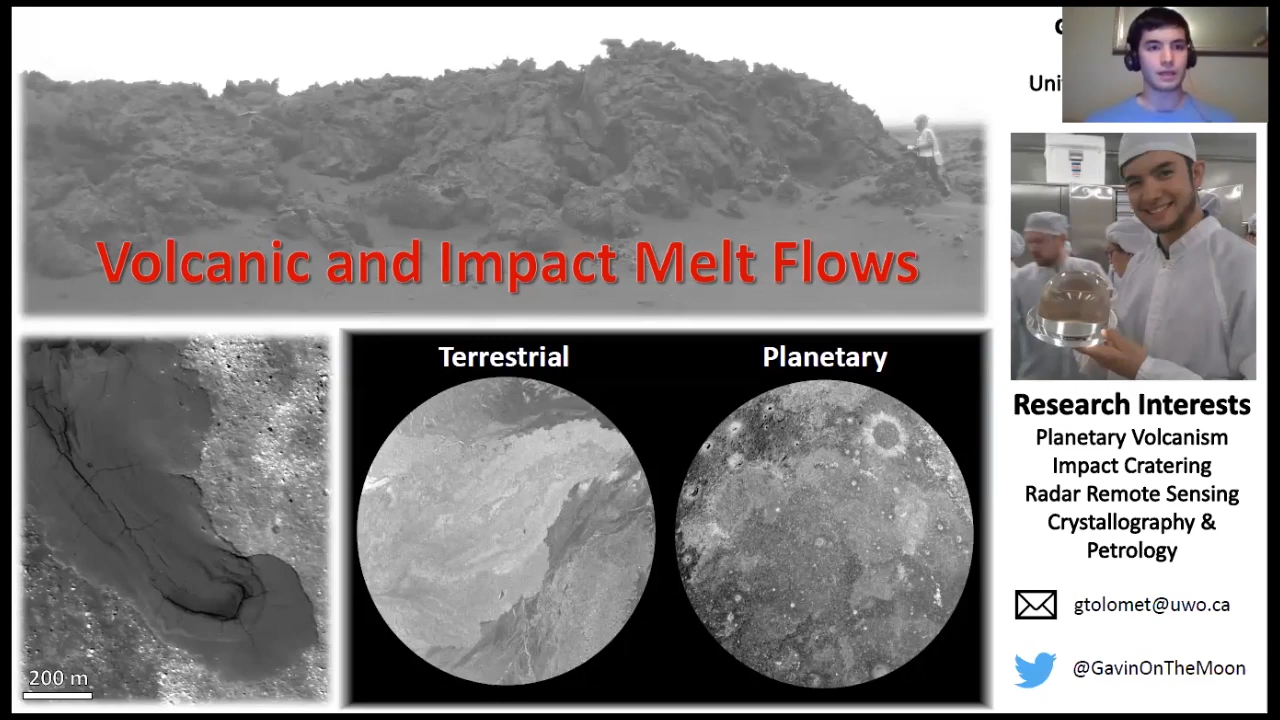 Volcanic and Impact Melt Flows
Terrestrial
Planetary
200 m
Research Interests
Planetary Volcanism
Impact Cratering
Radar Remote Sensing
Crystallography &
Petrology
gtolomet@uwo.ca
@GavinOnTheMoon